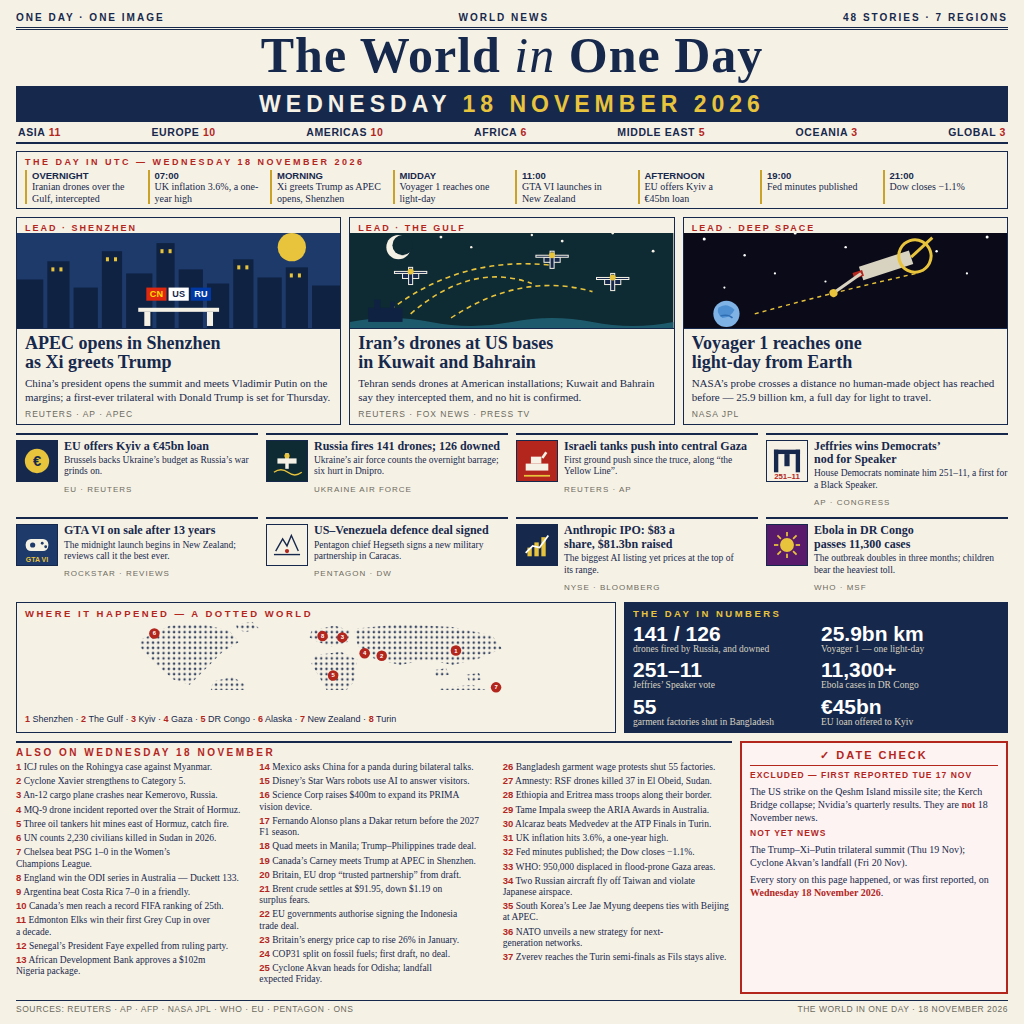 ONE DAY · ONE IMAGE
WORLD NEWS
48 STORIES · 7 REGIONS
The World in One Day
WEDNESDAY 18 NOVEMBER 2026
ASIA 11
EUROPE 10
AMERICAS 10
AFRICA 6
MIDDLE EAST 5
OCEANIA 3
GLOBAL 3
THE DAY IN UTC — WEDNESDAY 18 NOVEMBER 2026
OVERNIGHT
Iranian drones over the
Gulf, intercepted
07:00
UK inflation 3.6%, a one-
year high
MORNING
Xi greets Trump as APEC
opens, Shenzhen
MIDDAY
Voyager 1 reaches one
light-day
11:00
GTA VI launches in
New Zealand
AFTERNOON
EU offers Kyiv a
€45bn loan
19:00
Fed minutes published
21:00
Dow closes −1.1%
LEAD · SHENZHEN
CN US RU
APEC opens in Shenzhen
as Xi greets Trump
China's president opens the summit and meets Vladimir Putin on the
margins; a first-ever trilateral with Donald Trump is set for Thursday.
REUTERS · AP · APEC
LEAD · THE GULF
Iran's drones at US bases
in Kuwait and Bahrain
Tehran sends drones at American installations; Kuwait and Bahrain
say they intercepted them, and no hit is confirmed.
REUTERS · FOX NEWS · PRESS TV
LEAD · DEEP SPACE
Voyager 1 reaches one
light-day from Earth
NASA's probe crosses a distance no human-made object has reached
before — 25.9 billion km, a full day for light to travel.
NASA JPL
€
EU offers Kyiv a €45bn loan
Brussels backs Ukraine's budget as Russia's war
grinds on.
EU · REUTERS
Russia fires 141 drones; 126 downed
Ukraine's air force counts the overnight barrage;
six hurt in Dnipro.
UKRAINE AIR FORCE
Israeli tanks push into central Gaza
First ground push since the truce, along "the
Yellow Line".
REUTERS · AP
251–11
Jeffries wins Democrats'
nod for Speaker
House Democrats nominate him 251–11, a first for
a Black Speaker.
AP · CONGRESS
GTA VI
GTA VI on sale after 13 years
The midnight launch begins in New Zealand;
reviews call it the best ever.
ROCKSTAR · REVIEWS
US–Venezuela defence deal signed
Pentagon chief Hegseth signs a new military
partnership in Caracas.
PENTAGON · DW
Anthropic IPO: $83 a
share, $81.3bn raised
The biggest AI listing yet prices at the top of
its range.
NYSE · BLOOMBERG
Ebola in DR Congo
passes 11,300 cases
The outbreak doubles in three months; children
bear the heaviest toll.
WHO · MSF
WHERE IT HAPPENED — A DOTTED WORLD
6
8
3
4
2
1
5
7
1 Shenzhen · 2 The Gulf · 3 Kyiv · 4 Gaza · 5 DR Congo · 6 Alaska · 7 New Zealand · 8 Turin
THE DAY IN NUMBERS
141 / 126
drones fired by Russia, and downed
25.9bn km
Voyager 1 — one light-day
251–11
Jeffries' Speaker vote
11,300+
Ebola cases in DR Congo
55
garment factories shut in Bangladesh
€45bn
EU loan offered to Kyiv
ALSO ON WEDNESDAY 18 NOVEMBER
1 ICJ rules on the Rohingya case against Myanmar.
2 Cyclone Xavier strengthens to Category 5.
3 An-12 cargo plane crashes near Kemerovo, Russia.
4 MQ-9 drone incident reported over the Strait of Hormuz.
5 Three oil tankers hit mines east of Hormuz, catch fire.
6 UN counts 2,230 civilians killed in Sudan in 2026.
7 Chelsea beat PSG 1–0 in the Women's
Champions League.
8 England win the ODI series in Australia — Duckett 133.
9 Argentina beat Costa Rica 7–0 in a friendly.
10 Canada's men reach a record FIFA ranking of 25th.
11 Edmonton Elks win their first Grey Cup in over
a decade.
12 Senegal's President Faye expelled from ruling party.
13 African Development Bank approves a $102m
Nigeria package.
14 Mexico asks China for a panda during bilateral talks.
15 Disney's Star Wars robots use AI to answer visitors.
16 Science Corp raises $400m to expand its PRIMA
vision device.
17 Fernando Alonso plans a Dakar return before the 2027
F1 season.
18 Quad meets in Manila; Trump–Philippines trade deal.
19 Canada's Carney meets Trump at APEC in Shenzhen.
20 Britain, EU drop "trusted partnership" from draft.
21 Brent crude settles at $91.95, down $1.19 on
surplus fears.
22 EU governments authorise signing the Indonesia
trade deal.
23 Britain's energy price cap to rise 26% in January.
24 COP31 split on fossil fuels; first draft, no deal.
25 Cyclone Akvan heads for Odisha; landfall
expected Friday.
26 Bangladesh garment wage protests shut 55 factories.
27 Amnesty: RSF drones killed 37 in El Obeid, Sudan.
28 Ethiopia and Eritrea mass troops along their border.
29 Tame Impala sweep the ARIA Awards in Australia.
30 Alcaraz beats Medvedev at the ATP Finals in Turin.
31 UK inflation hits 3.6%, a one-year high.
32 Fed minutes published; the Dow closes −1.1%.
33 WHO: 950,000 displaced in flood-prone Gaza areas.
34 Two Russian aircraft fly off Taiwan and violate
Japanese airspace.
35 South Korea's Lee Jae Myung deepens ties with Beijing
at APEC.
36 NATO unveils a new strategy for next-
generation networks.
37 Zverev reaches the Turin semi-finals as Fils stays alive.
✓ DATE CHECK
EXCLUDED — FIRST REPORTED TUE 17 NOV
The US strike on the Qeshm Island missile site; the Kerch
Bridge collapse; Nvidia's quarterly results. They are not 18
November news.
NOT YET NEWS
The Trump–Xi–Putin trilateral summit (Thu 19 Nov);
Cyclone Akvan's landfall (Fri 20 Nov).
Every story on this page happened, or was first reported, on
Wednesday 18 November 2026.
SOURCES: REUTERS · AP · AFP · NASA JPL · WHO · EU · PENTAGON · ONS
THE WORLD IN ONE DAY · 18 NOVEMBER 2026